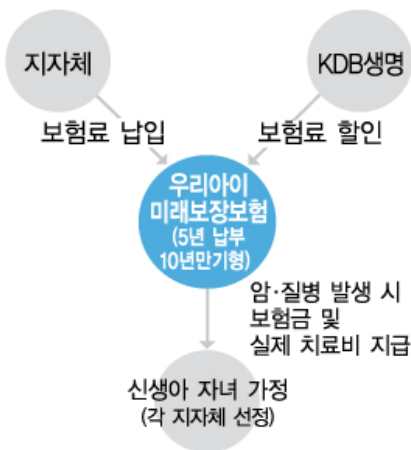 지자체
KDB생명
보험료 납입
보험료 할인
우리아이
미래보장보험
(5년 납부
10년만기형)
암·질병 발생 시
보험금 및
실제 치료비 지급
신생아 자녀 가정
(각 지자체 선정)